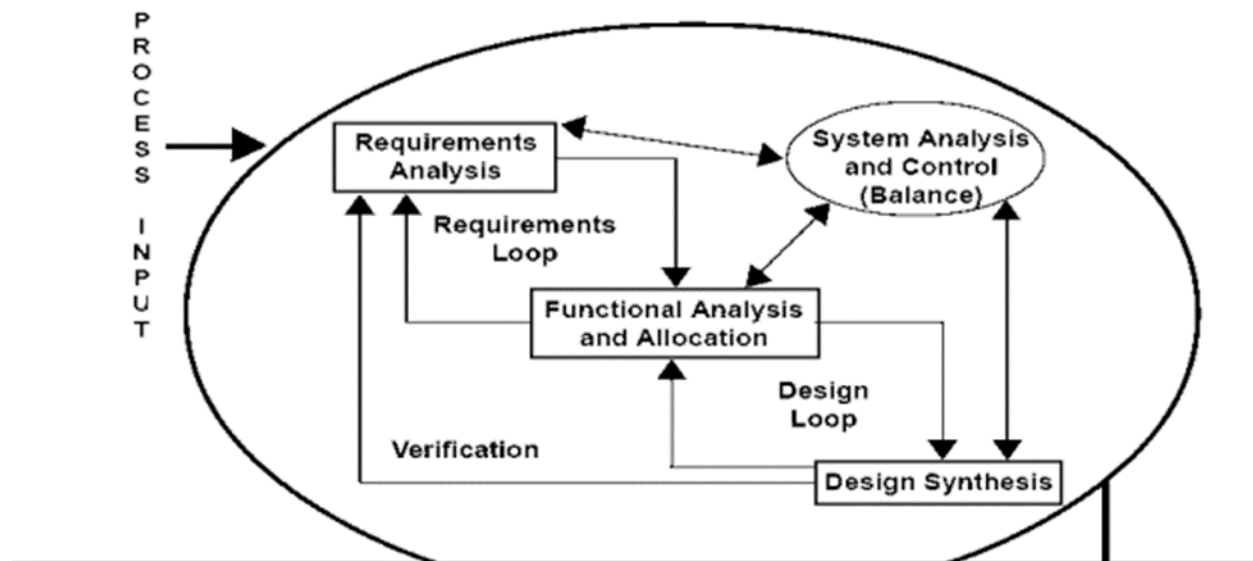 PROCESS INPUT
Requirements
Analysis
System Analysis
and Control
(Balance)
Requirements
Loop
Functional Analysis
and Allocation
Design
Loop
Verification
Design Synthesis